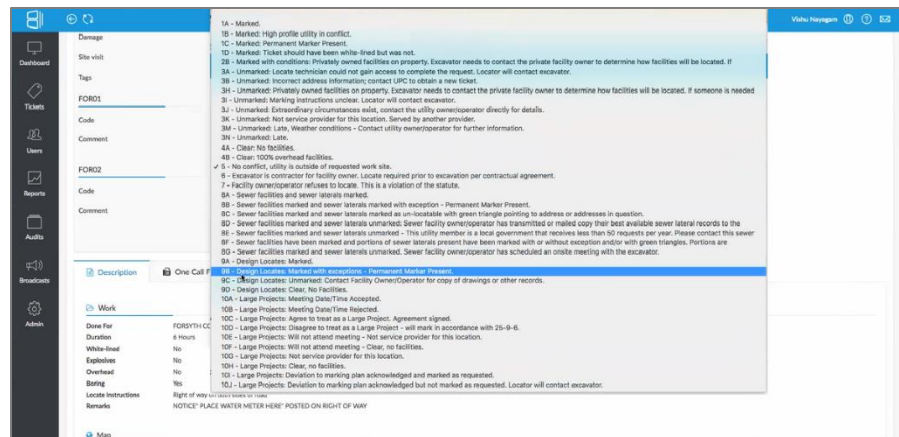 Vishu Nayagam
Dashboard
Tickets
Users
Reports
Audits
Broadcasts
Admin
Damage
Site visit
Tags
FOR01
Code
Comment
FOR02
Code
Comment
1A - Marked.
1B - Marked: High profile utility in conflict.
1C - Marked: Permanent Marker Present.
1D - Marked: Ticket should have been white-lined but was not.
2B - Marked with conditions: Privately owned facilities on property. Excavator needs to contact the private facility owner to determine how facilities will be located. If
3A - Unmarked: Locate technician could not gain access to complete the request. Locator will contact excavator.
3B - Unmarked: Incorrect address information; contact UPC to obtain a new ticket.
3H - Unmarked: Privately owned facilities on property. Excavator needs to contact the private facility owner to determine how facilities will be located. If someone is needed
3I - Unmarked: Marking instructions unclear. Locator will contact excavator.
3J - Unmarked: Extraordinary circumstances exist, contact the utility owner/operator directly for details.
3K - Unmarked: Not service provider for this location. Served by another provider.
3M - Unmarked: Late, Weather conditions - Contact utility owner/operator for further information.
3N - Unmarked: Late.
4A - Clear: No facilities.
4B - Clear: 100% overhead facilities.
✓ 5 - No conflict, utility is outside of requested work site.
6 - Excavator is contractor for facility owner. Locate required prior to excavation per contractual agreement.
7 - Facility owner/operator refuses to locate. This is a violation of the statute.
8A - Sewer facilities and sewer laterals marked.
8B - Sewer facilities marked and sewer laterals marked with exception - Permanent Marker Present.
8C - Sewer facilities marked and sewer laterals marked as un-locatable with green triangle pointing to address or addresses in question.
8D - Sewer facilities marked and sewer laterals unmarked: Sewer facility owner/operator has transmitted or mailed copy their best available sewer lateral records to the
8E - Sewer facilities marked and sewer laterals unmarked - This utility member is a local government that receives less than 50 requests per year. Please contact this sewer
8F - Sewer facilities have been marked and portions of sewer laterals present have been marked with or without exception and/or with green triangles. Portions are
8G - Sewer facilities marked and sewer laterals unmarked. Sewer facility owner/operator has scheduled an onsite meeting with the excavator.
9A - Design Locates: Marked.
9B - Design Locates: Marked with exceptions - Permanent Marker Present.
9C - Design Locates: Unmarked: Contact Facility Owner/Operator for copy of drawings or other records.
9D - Design Locates: Clear, No Facilities.
10A - Large Projects: Meeting Date/Time Accepted.
10B - Large Projects: Meeting Date/Time Rejected.
10C - Large Projects: Agree to treat as a Large Project. Agreement signed.
10D - Large Projects: Disagree to treat as a Large Project - will mark in accordance with 25-9-6.
10E - Large Projects: Will not attend meeting - Not service provider for this location.
10F - Large Projects: Will not attend meeting - Clear, no facilities.
10G - Large Projects: Not service provider for this location.
10H - Large Projects: Clear, no facilities.
10I - Large Projects: Deviation to marking plan acknowledged and marked as requested.
10J - Large Projects: Deviation to marking plan acknowledged but not marked as requested. Locator will contact excavator.
Description
One Call F
Work
Done For FORSYTH CO
Duration 6 Hours
White-lined No
Explosives No
Overhead No
Boring Yes
Locate Instructions Right of way on both sides of road
Remarks NOTICE" PLACE WATER METER HERE" POSTED ON RIGHT OF WAY
Map